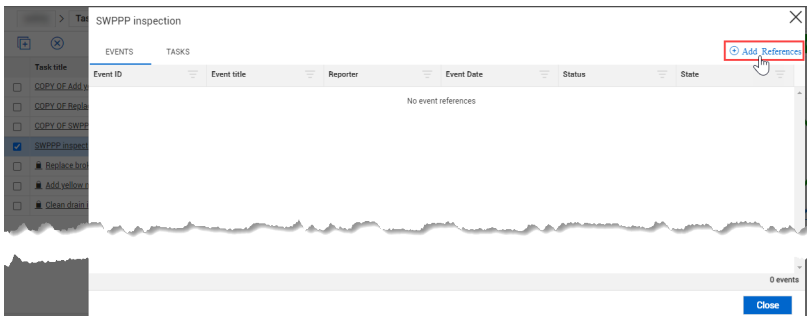 > Ta
SWPPP inspection
EVENTS TASKS
Add References
Task title
Event ID Event title Reporter Event Date Status State
COPY OF Add y
No event references
COPY OF Repla
COPY OF SWPP
SWPPP inspect
Replace bro
Add yellow
Clean drain
0 events
Close